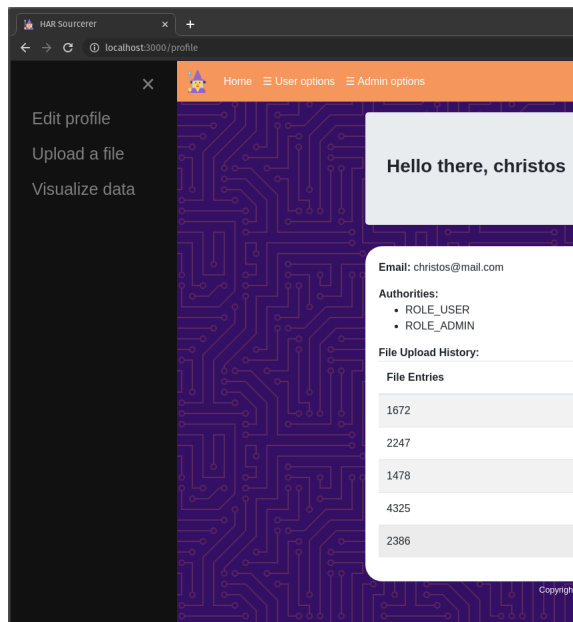 HAR Sourcerer
localhost:3000/profile
Home ☰ User options ☰ Admin options
Edit profile
Upload a file
Visualize data
Hello there, christos
Email: christos@mail.com
Authorities:
ROLE_USER
ROLE_ADMIN
File Upload History:
File Entries
1672
2247
1478
4325
2386